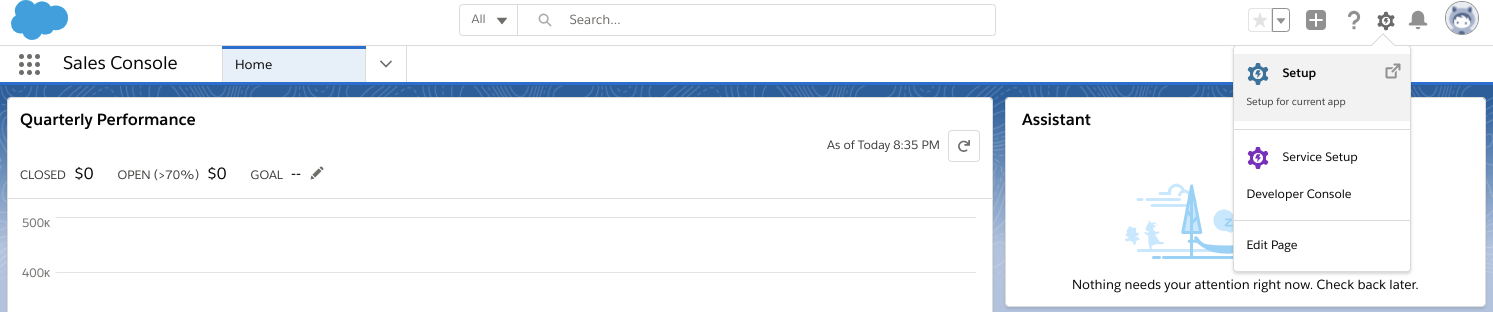 All
Search...
Sales Console
Home
Setup
Setup for current app
Service Setup
Developer Console
Edit Page
Quarterly Performance
As of Today 8:35 PM
CLOSED $0 OPEN (>70%) $0 GOAL --
500K
400K
Assistant
Z
Nothing needs your attention right now. Check back later.